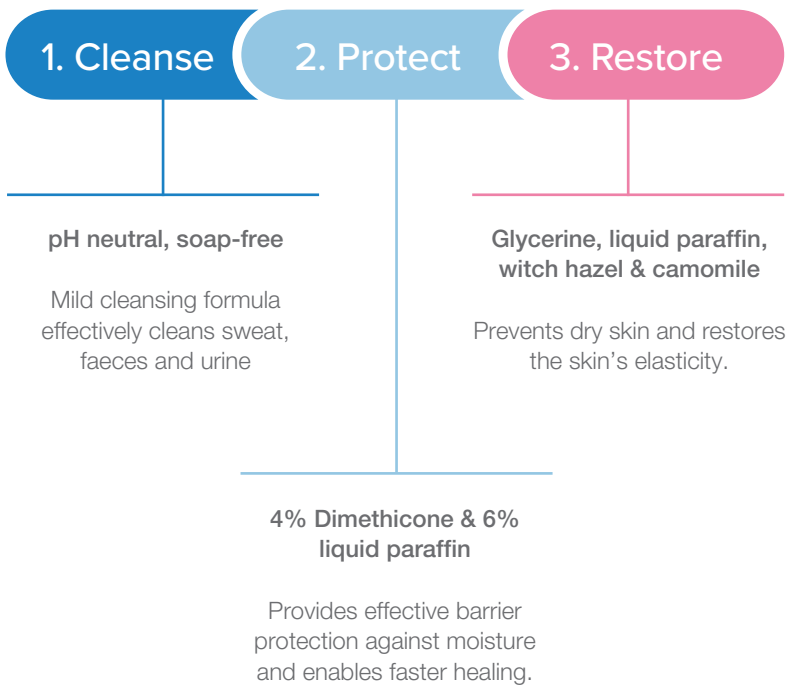 1. Cleanse
2. Protect
3. Restore
pH neutral, soap-free
Mild cleansing formula
effectively cleans sweat,
faeces and urine
Glycerine, liquid paraffin,
witch hazel & camomile
Prevents dry skin and restores
the skin’s elasticity.
4% Dimethicone & 6%
liquid paraffin
Provides effective barrier
protection against moisture
and enables faster healing.